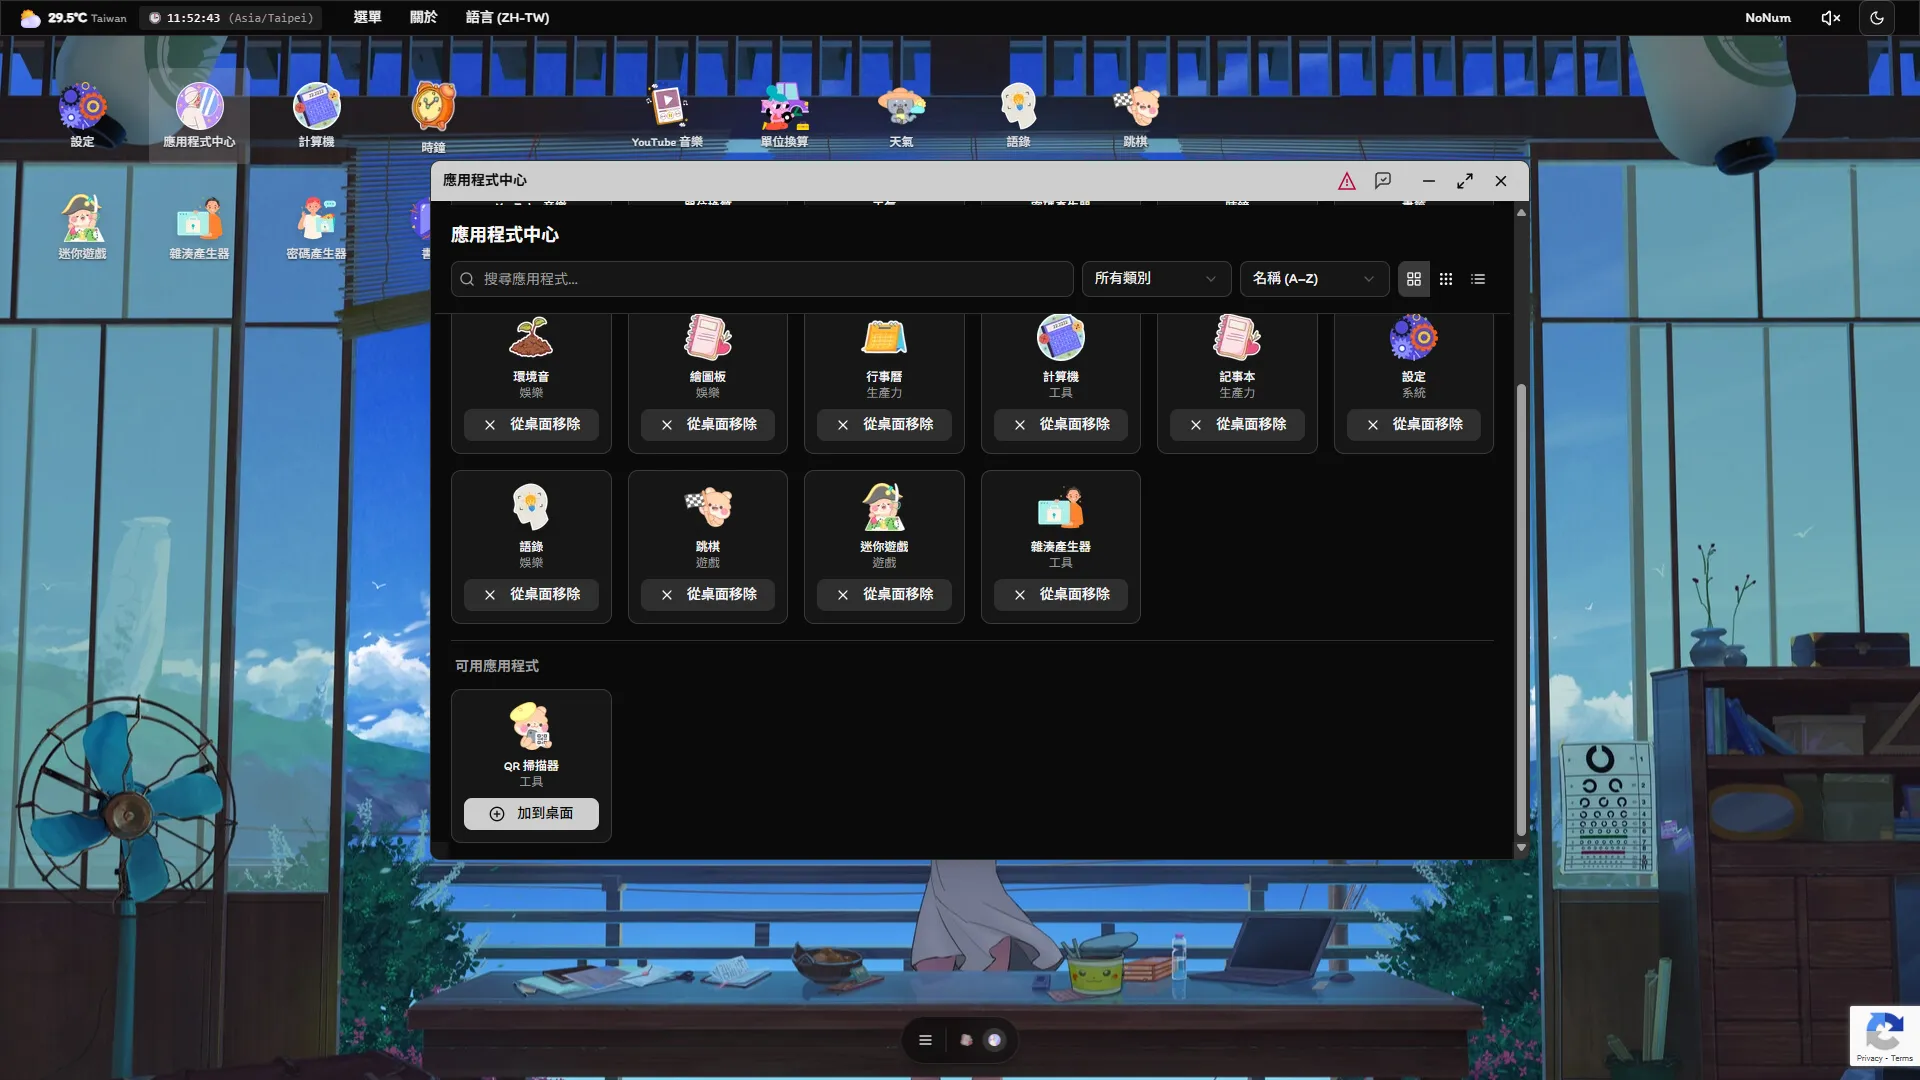 29.5°C Taiwan
11:52:43 (Asia/Taipei)
選單
關於
語言 (ZH-TW)
NoNum
設定
應用程式中心
計算機
時鐘
YouTube 音樂
單位換算
天氣
語錄
跳棋
迷你遊戲
雜湊產生器
密碼產生器
應用程式中心
應用程式中心
搜尋應用程式...
所有類別
名稱 (A–Z)
環境音
娛樂
從桌面移除
繪圖板
娛樂
從桌面移除
行事曆
生產力
從桌面移除
計算機
工具
從桌面移除
記事本
生產力
從桌面移除
設定
系統
從桌面移除
語錄
娛樂
從桌面移除
跳棋
遊戲
從桌面移除
迷你遊戲
遊戲
從桌面移除
雜湊產生器
工具
從桌面移除
可用應用程式
QR 掃描器
工具
加到桌面
Privacy - Terms